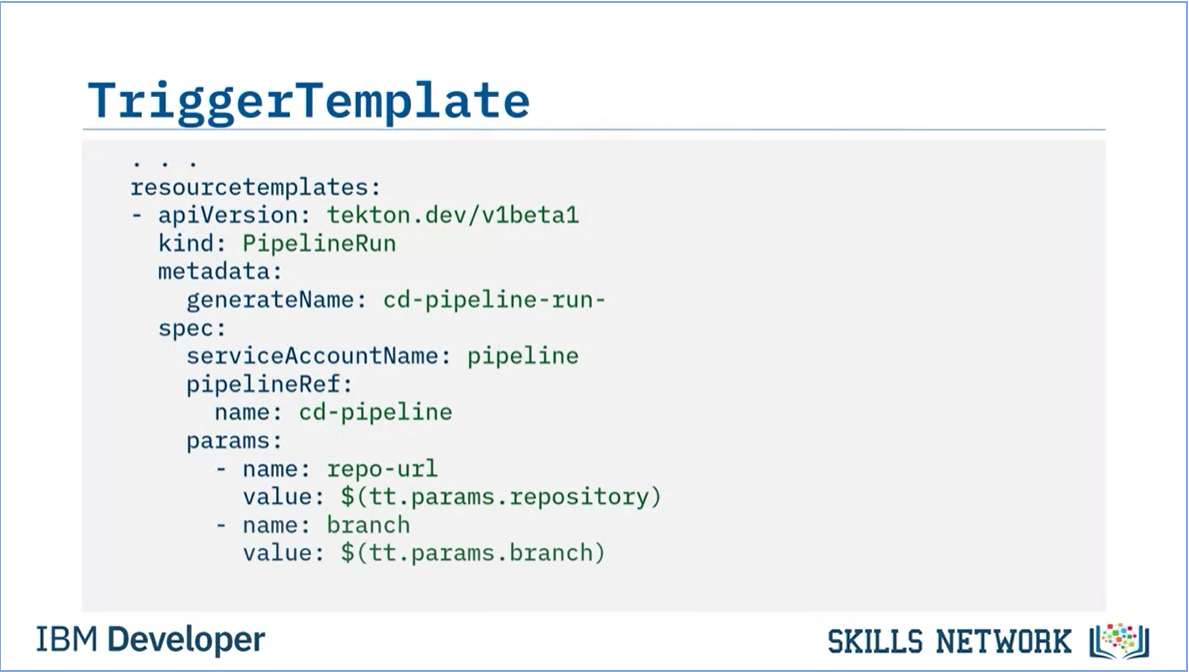 TriggerTemplate
. . .
resourcetemplates:
- apiVersion: tekton.dev/v1beta1
  kind: PipelineRun
  metadata:
    generateName: cd-pipeline-run-
  spec:
    serviceAccountName: pipeline
    pipelineRef:
      name: cd-pipeline
    params:
      - name: repo-url
        value: $(tt.params.repository)
      - name: branch
        value: $(tt.params.branch)
IBM Developer
SKILLS NETWORK